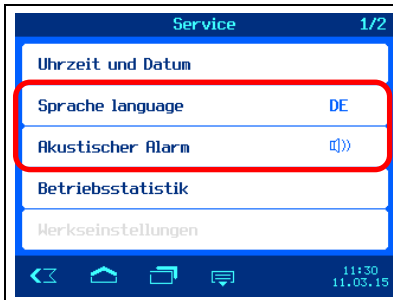 Service 1/2
Uhrzeit und Datum
Sprache language DE
Akustischer Alarm
Betriebsstatistik
Werkseinstellungen
11:30
11.03.15